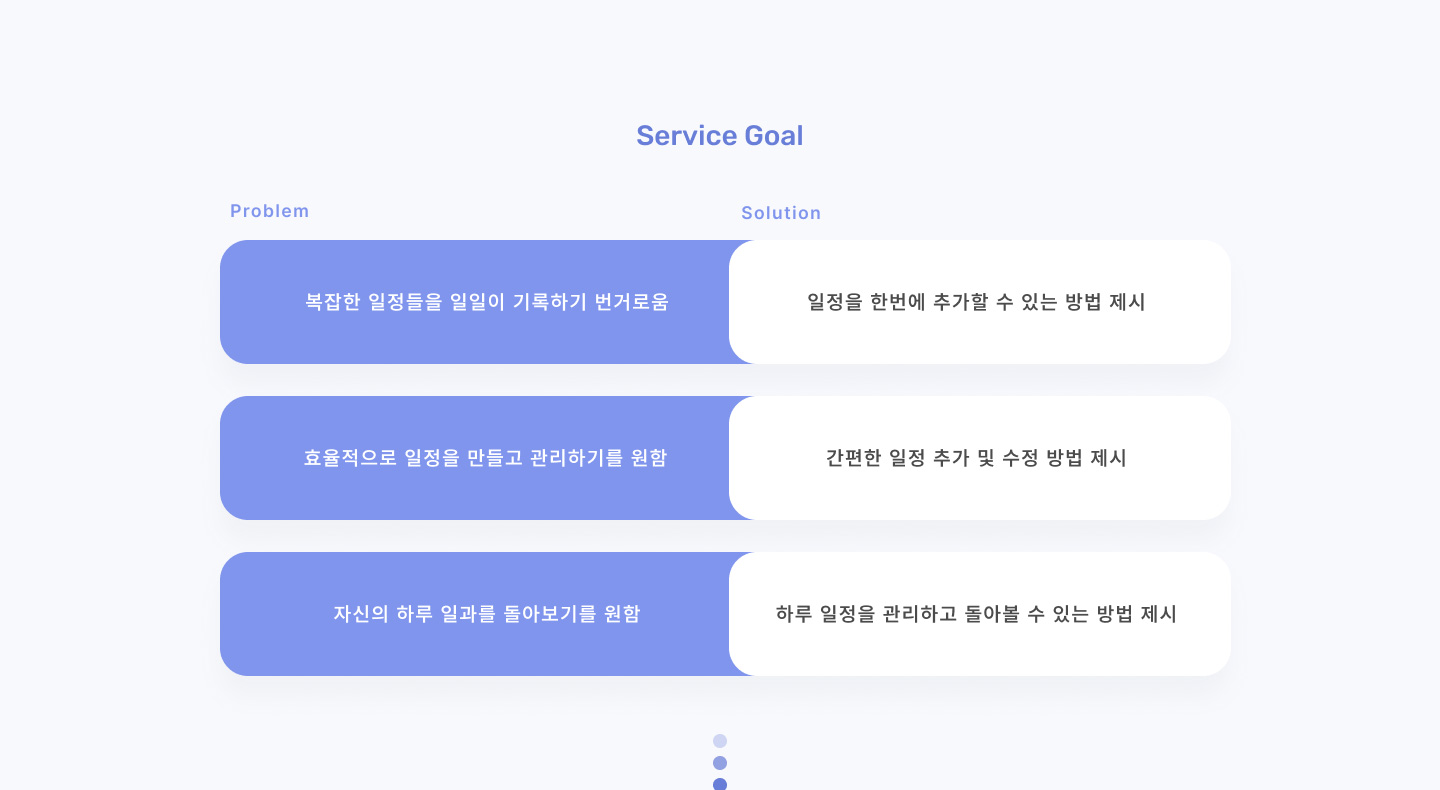 Service Goal
Problem
Solution
복잡한 일정들을 일일이 기록하기 번거로움
일정을 한번에 추가할 수 있는 방법 제시
효율적으로 일정을 만들고 관리하기를 원함
간편한 일정 추가 및 수정 방법 제시
자신의 하루 일과를 돌아보기를 원함
하루 일정을 관리하고 돌아볼 수 있는 방법 제시